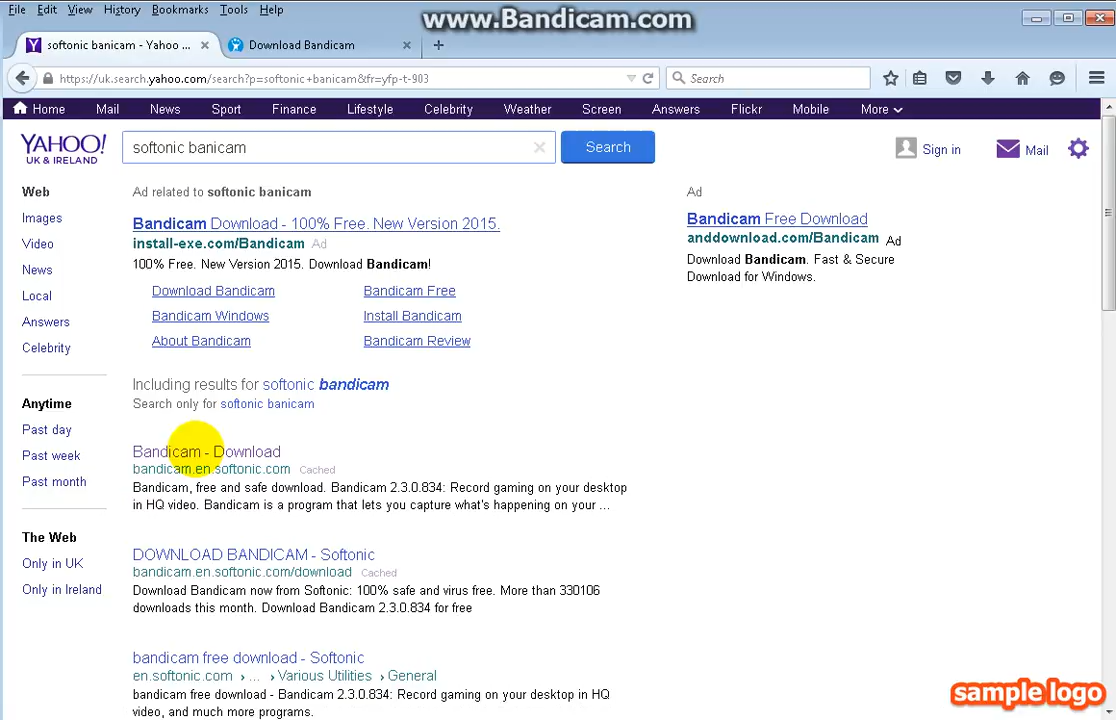 File Edit View History Bookmarks Tools Help
www.Bandicam.com
softonic banicam - Yahoo ...
Download Bandicam
https://uk.search.yahoo.com/search?p=softonic+banicam&fr=yfp-t-903
Search
Home Mail News Sport Finance Lifestyle Celebrity Weather Screen Answers Flickr Mobile More
YAHOO!
UK & IRELAND
softonic banicam
Search
Sign in
Mail
Web
Images
Video
News
Local
Answers
Celebrity
Anytime
Past day
Past week
Past month
The Web
Only in UK
Only in Ireland
Ad related to softonic banicam
Bandicam Download - 100% Free. New Version 2015.
install-exe.com/Bandicam Ad
100% Free. New Version 2015. Download Bandicam!
Download Bandicam Bandicam Free
Bandicam Windows Install Bandicam
About Bandicam Bandicam Review
Including results for softonic bandicam
Search only for softonic banicam
Bandicam - Download
bandicam.en.softonic.com Cached
Bandicam, free and safe download. Bandicam 2.3.0.834: Record gaming on your desktop
in HQ video. Bandicam is a program that lets you capture what's happening on your ...
DOWNLOAD BANDICAM - Softonic
bandicam.en.softonic.com/download Cached
Download Bandicam now from Softonic: 100% safe and virus free. More than 330106
downloads this month. Download Bandicam 2.3.0.834 for free
bandicam free download - Softonic
en.softonic.com › ... › Various Utilities › General
bandicam free download - Bandicam 2.3.0.834: Record gaming on your desktop in HQ
video, and much more programs.
Ad
Bandicam Free Download
anddownload.com/Bandicam Ad
Download Bandicam. Fast & Secure
Download for Windows.
sample logo